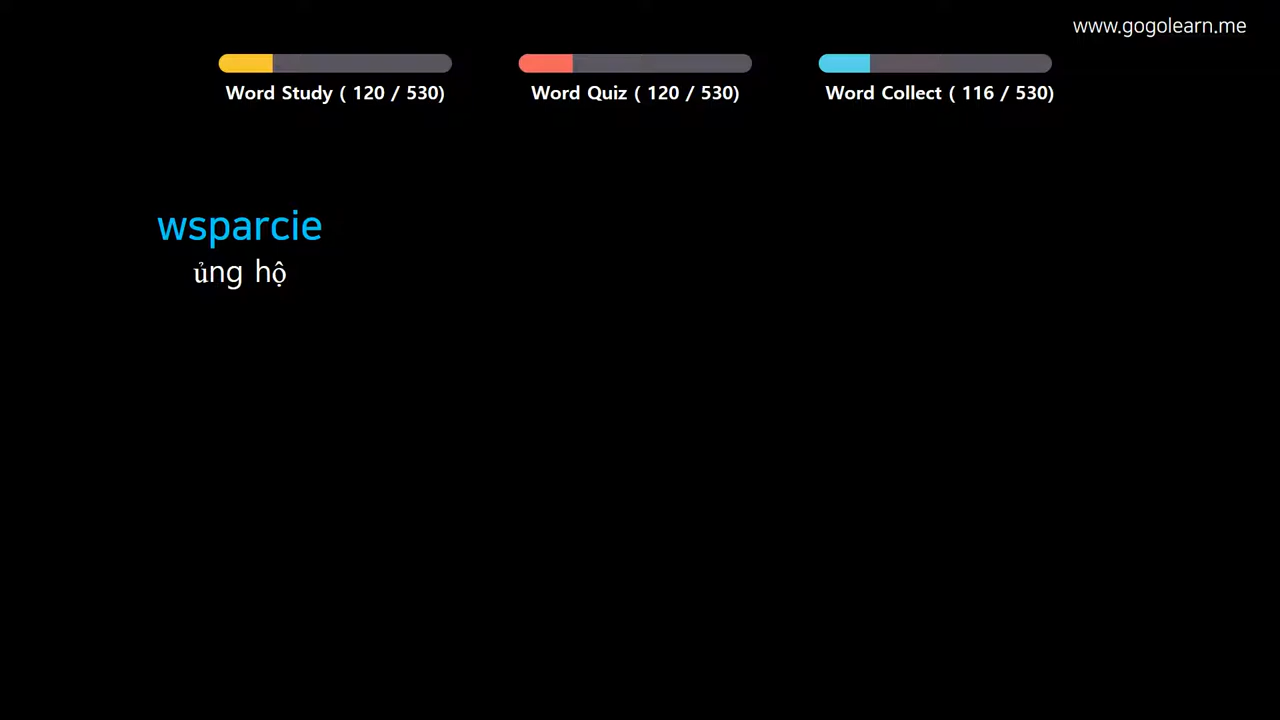 www.gogolearn.me
Word Study ( 120 / 530)
Word Quiz ( 120 / 530)
Word Collect ( 116 / 530)
wsparcie
ủng hộ